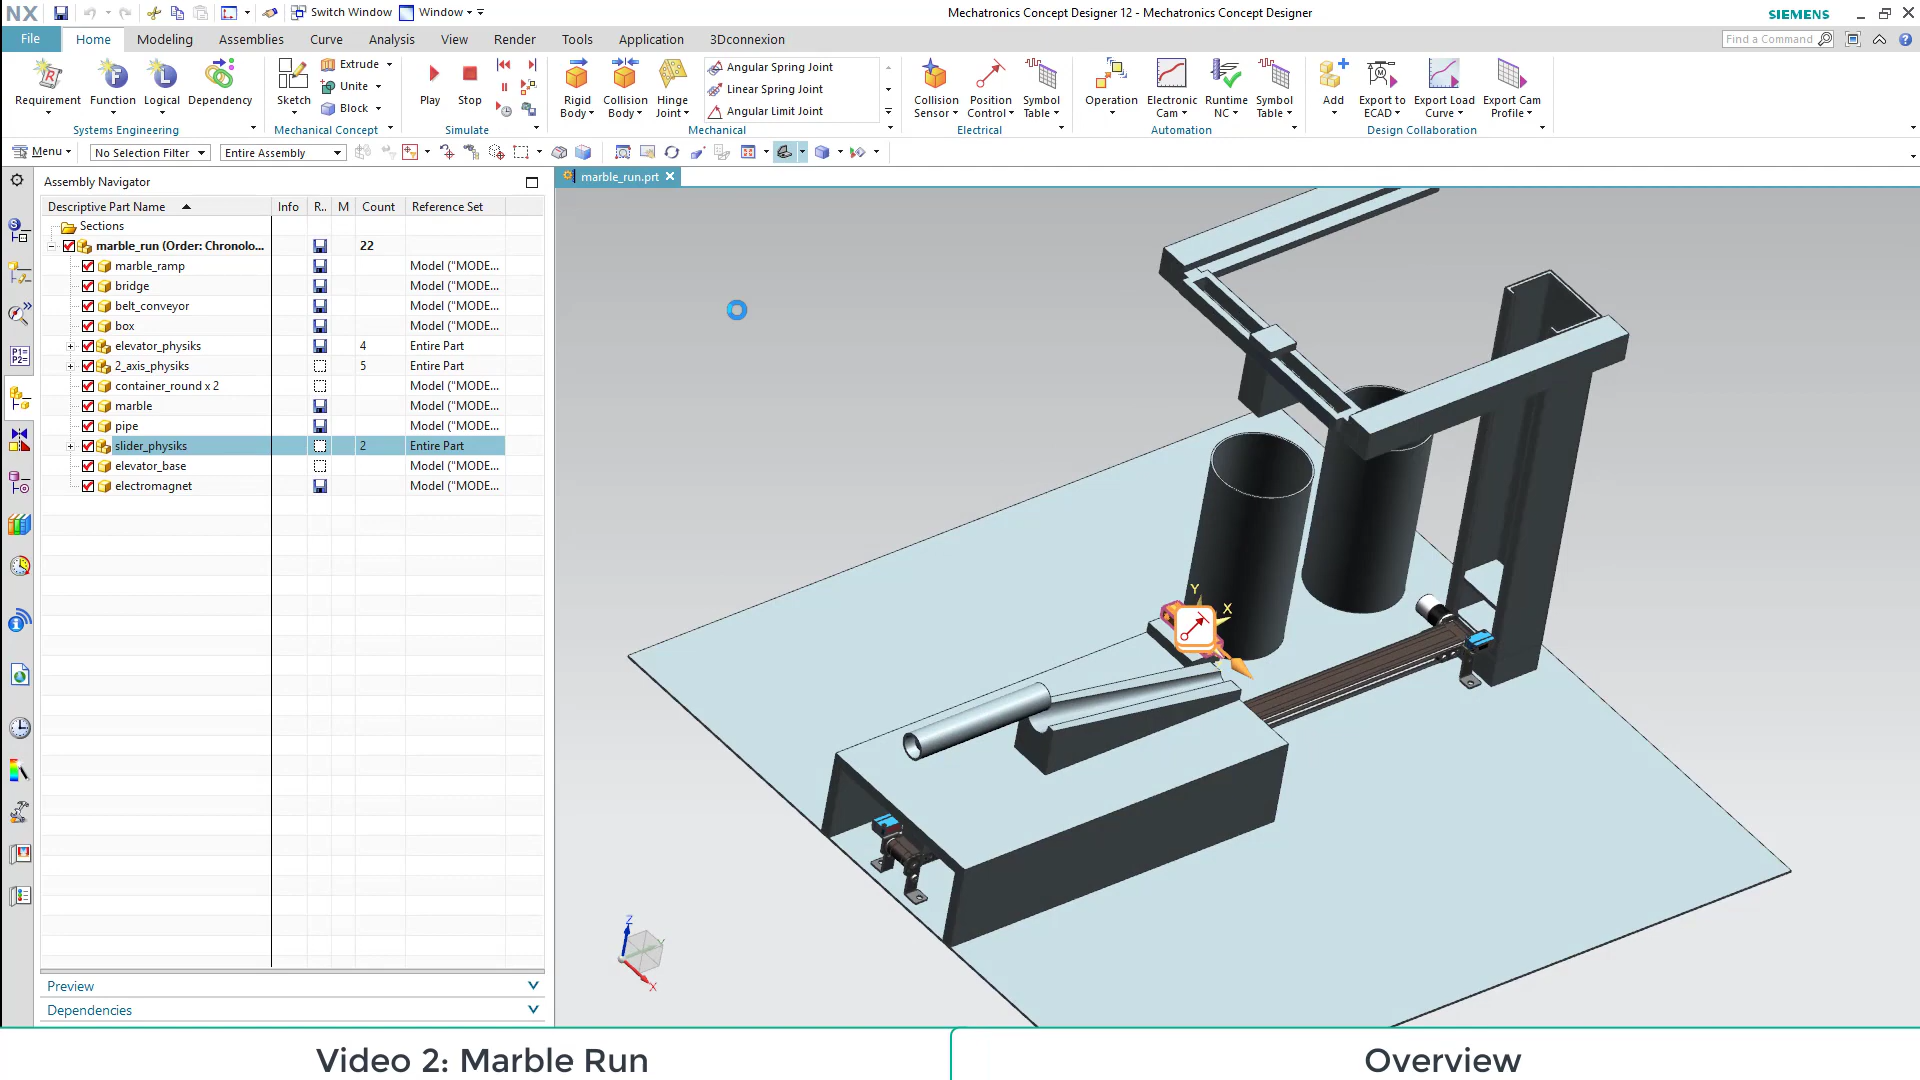 NX
Switch Window
Window
Mechatronics Concept Designer 12 - Mechatronics Concept Designer
SIEMENS
File
Home
Modeling
Assemblies
Curve
Analysis
View
Render
Tools
Application
3Dconnexion
Find a Command
Requirement
Function
Logical
Dependency
Systems Engineering
Sketch
Extrude
Unite
Block
Mechanical Concept
Play
Stop
Simulate
Rigid Body
Collision Body
Hinge Joint
Angular Spring Joint
Linear Spring Joint
Angular Limit Joint
Mechanical
Collision Sensor
Position Control
Symbol Table
Electrical
Operation
Electronic Cam
Runtime NC
Symbol Table
Automation
Add
Export to ECAD
Export Load Curve
Export Cam Profile
Design Collaboration
Menu
No Selection Filter
Entire Assembly
Assembly Navigator
marble_run.prt
Descriptive Part Name
Info
R..
M
Count
Reference Set
Sections
marble_run (Order: Chronolo...
22
marble_ramp
Model ("MODE...
bridge
Model ("MODE...
belt_conveyor
Model ("MODE...
box
Model ("MODE...
elevator_physiks
4
Entire Part
2_axis_physiks
5
Entire Part
container_round x 2
Model ("MODE...
marble
Model ("MODE...
pipe
Model ("MODE...
slider_physiks
2
Entire Part
elevator_base
Model ("MODE...
electromagnet
Model ("MODE...
P1=
P2=
Y
X
Z
Y
X
Preview
Dependencies
Video 2: Marble Run
Overview